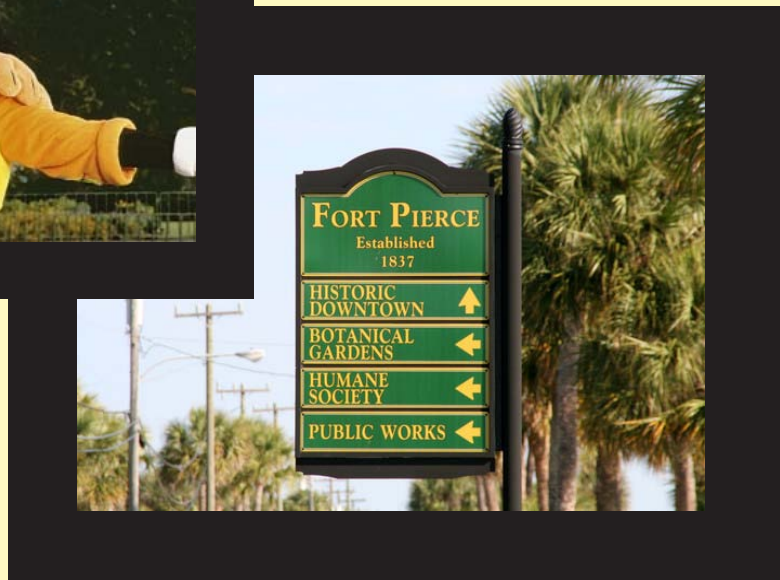 FORT PIERCE
Established
1837
HISTORIC
DOWNTOWN
BOTANICAL
GARDENS
HUMANE
SOCIETY
PUBLIC WORKS